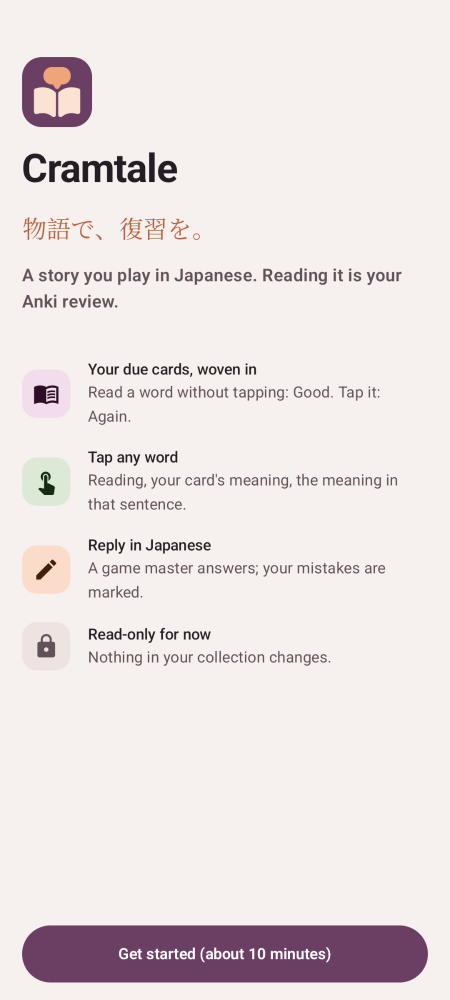 Cramtale
物語で、復習を。
A story you play in Japanese. Reading it is your
Anki review.
Your due cards, woven in
Read a word without tapping: Good. Tap it:
Again.
Tap any word
Reading, your card's meaning, the meaning in
that sentence.
Reply in Japanese
A game master answers; your mistakes are
marked.
Read-only for now
Nothing in your collection changes.
Get started (about 10 minutes)